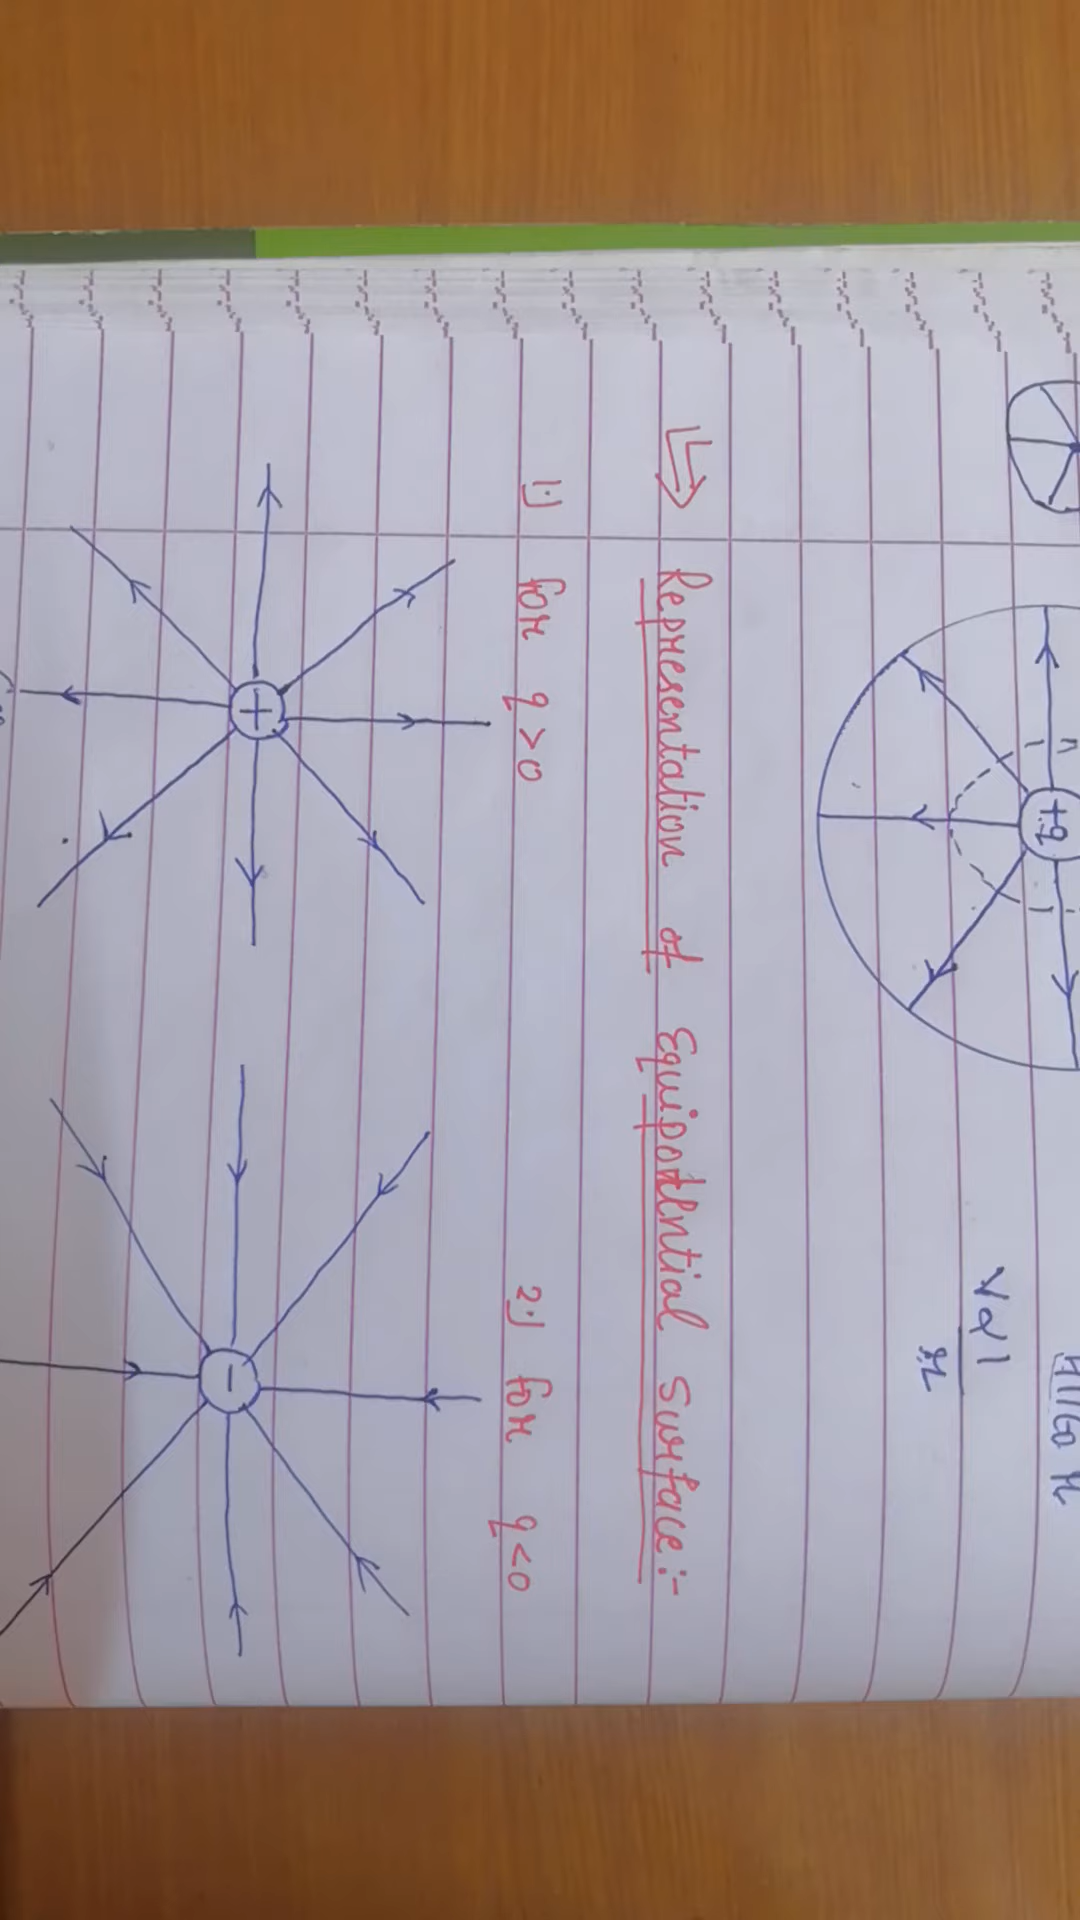 +q
V α 1
r
⇒ Representation of Equipotential Surface :-
1.) for q > 0
2.) for q < 0
+
-